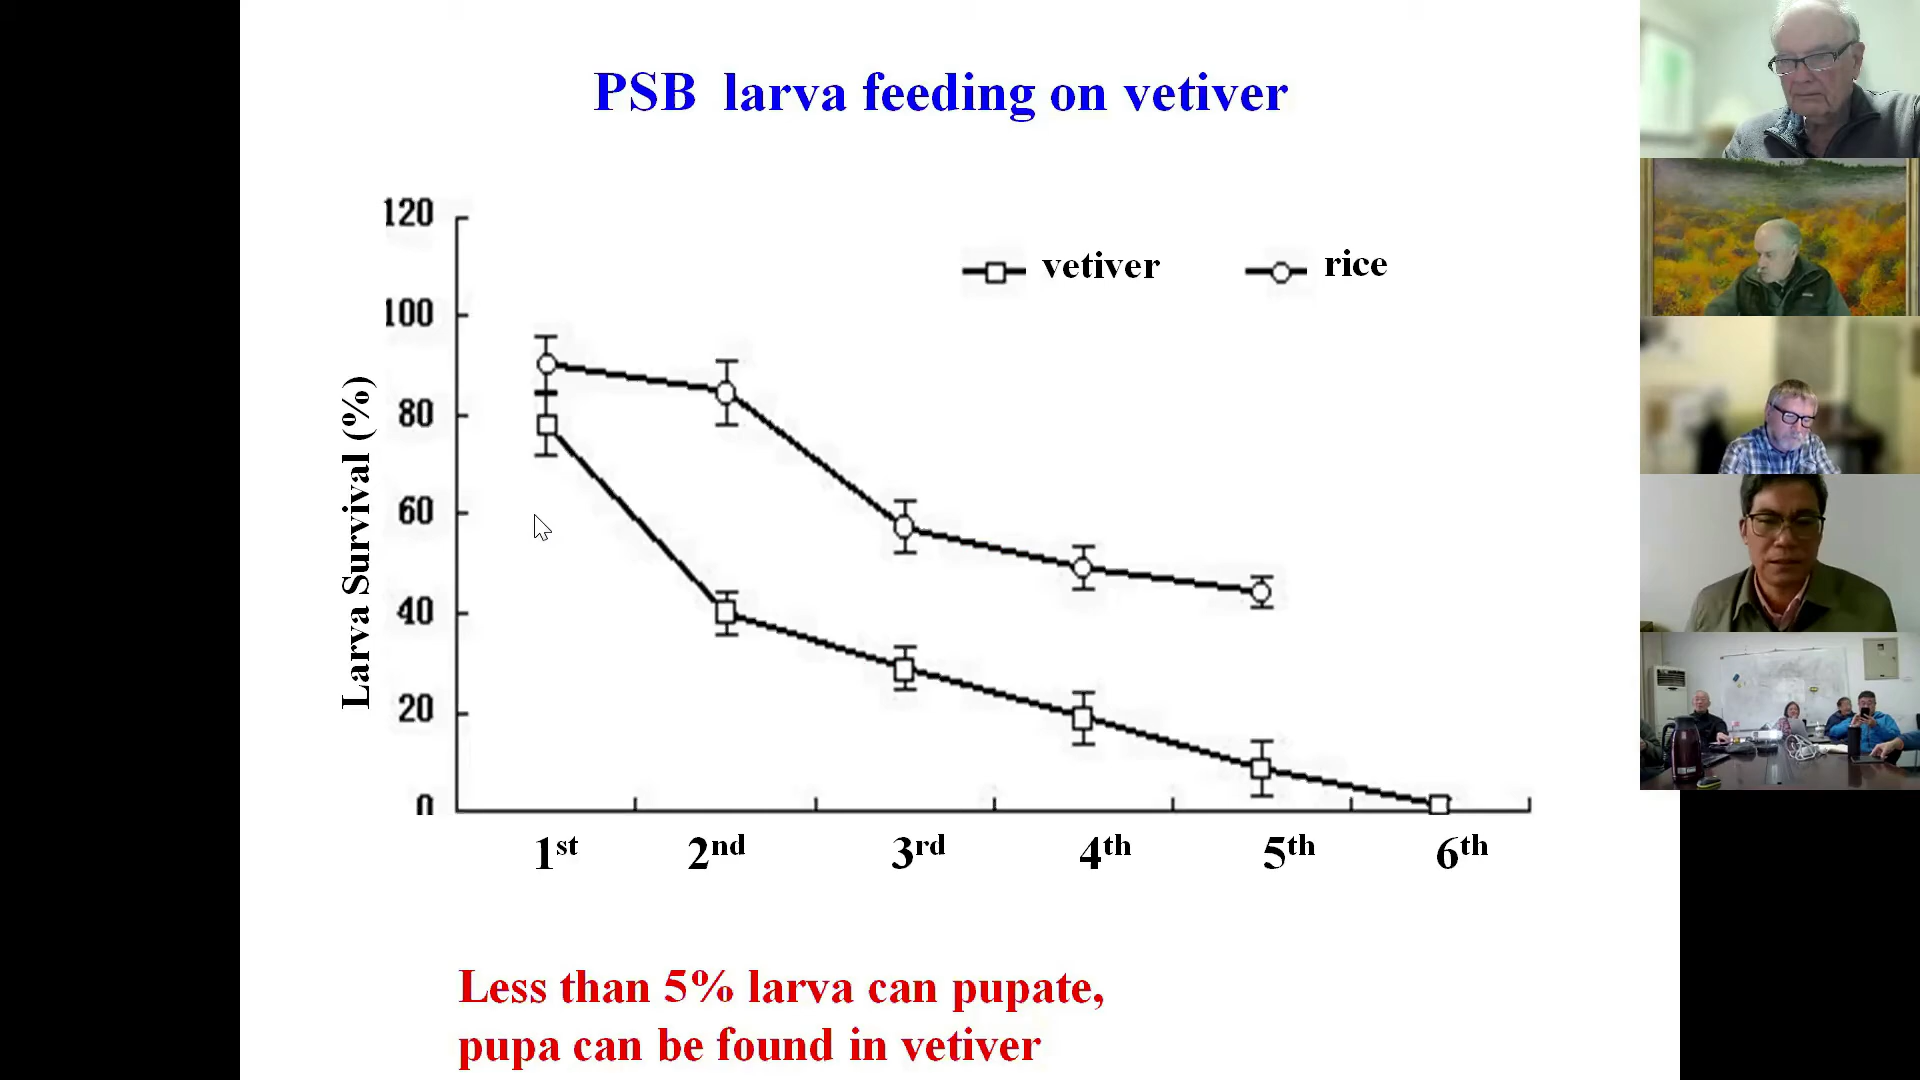 PSB larva feeding on vetiver
120
100
80
60
40
20
0
Larva Survival (%)
vetiver
rice
1st
2nd
3rd
4th
5th
6th
Less than 5% larva can pupate,
pupa can be found in vetiver